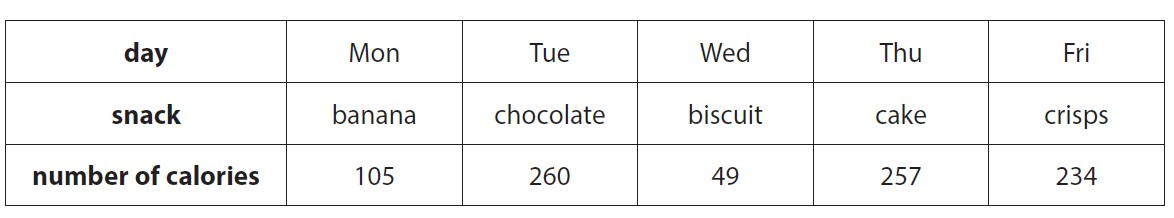 day Mon Tue Wed Thu Fri
snack banana chocolate biscuit cake crisps
number of calories 105 260 49 257 234